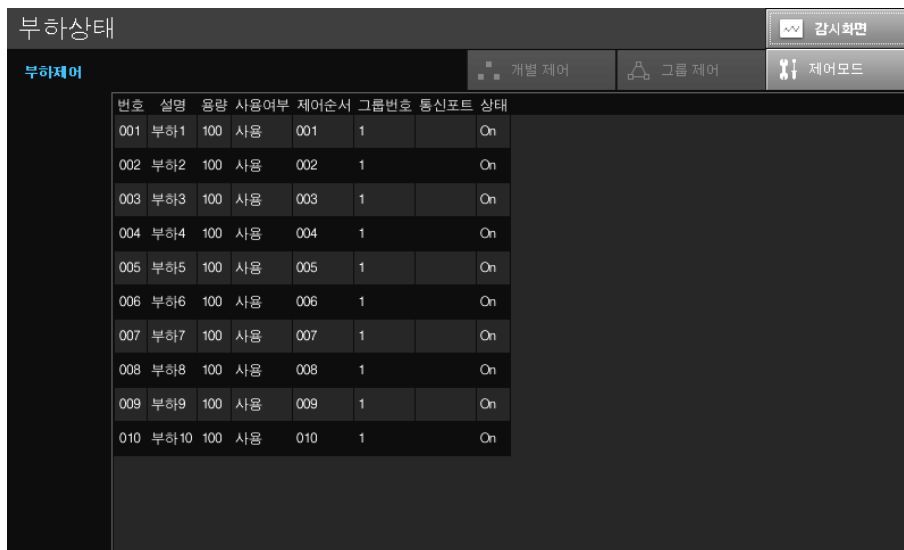 부하상태 감시화면
부하제어 개별 제어 그룹 제어 제어모드
번호 설명 용량 사용여부 제어순서 그룹번호 통신포트 상태
001 부하1 100 사용 001 1 On
002 부하2 100 사용 002 1 On
003 부하3 100 사용 003 1 On
004 부하4 100 사용 004 1 On
005 부하5 100 사용 005 1 On
006 부하6 100 사용 006 1 On
007 부하7 100 사용 007 1 On
008 부하8 100 사용 008 1 On
009 부하9 100 사용 009 1 On
010 부하10 100 사용 010 1 On